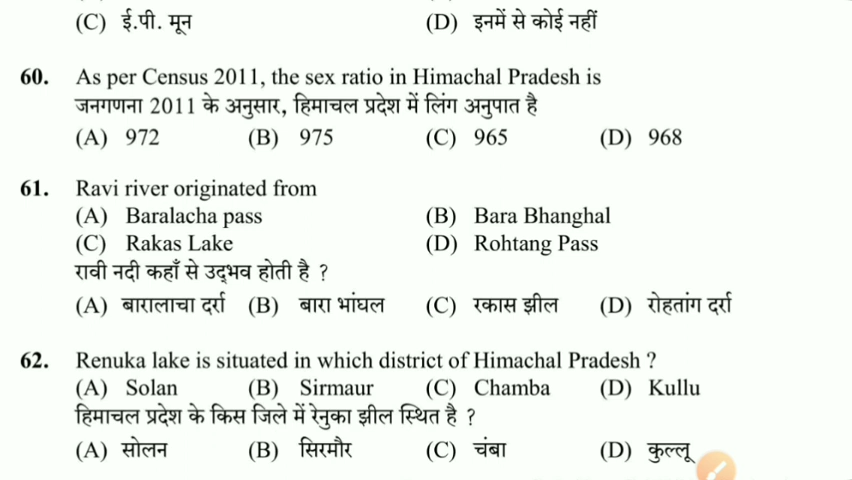 (C) ई.पी. मून (D) इनमें से कोई नहीं
60. As per Census 2011, the sex ratio in Himachal Pradesh is
जनगणना 2011 के अनुसार, हिमाचल प्रदेश में लिंग अनुपात है
(A) 972 (B) 975 (C) 965 (D) 968
61. Ravi river originated from
(A) Baralacha pass (B) Bara Bhanghal
(C) Rakas Lake (D) Rohtang Pass
रावी नदी कहाँ से उद्भव होती है ?
(A) बारालाचा दर्रा (B) बारा भांघल (C) रकास झील (D) रोहतांग दर्रा
62. Renuka lake is situated in which district of Himachal Pradesh ?
(A) Solan (B) Sirmaur (C) Chamba (D) Kullu
हिमाचल प्रदेश के किस जिले में रेनुका झील स्थित है ?
(A) सोलन (B) सिरमौर (C) चंबा (D) कुल्लू